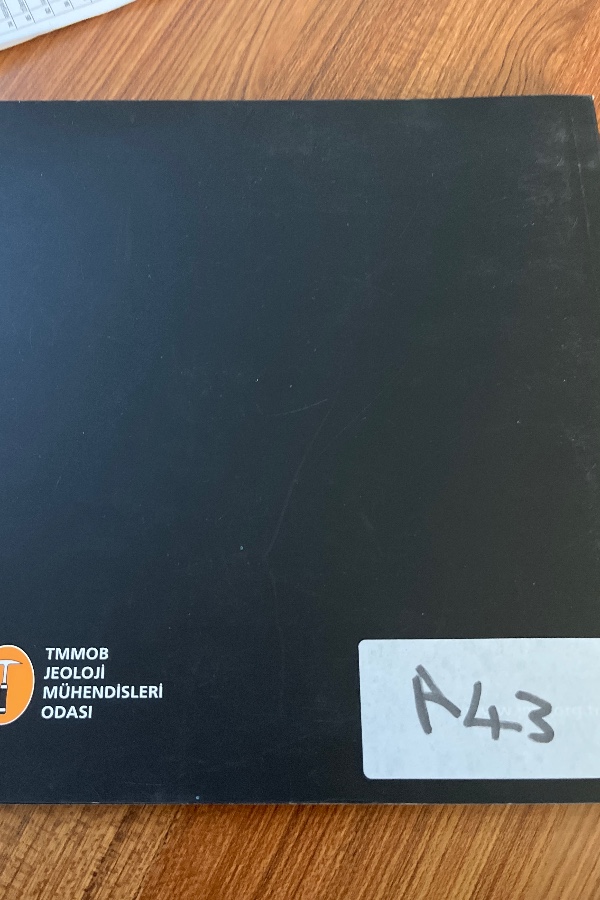 TMMOB
JEOLOJİ
MÜHENDİSLERİ
ODASI
A43